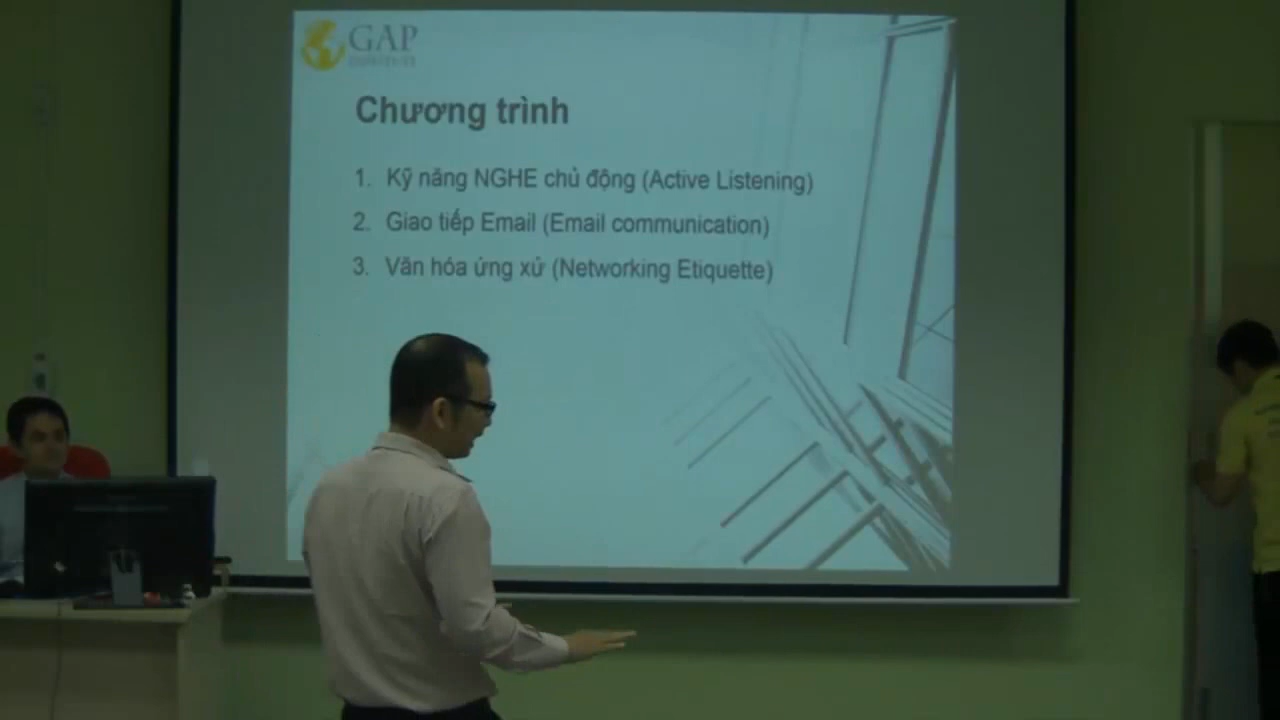 GAP
Chương trình
1. Kỹ năng NGHE chủ động (Active Listening)
2. Giao tiếp Email (Email communication)
3. Văn hóa ứng xử (Networking Etiquette)